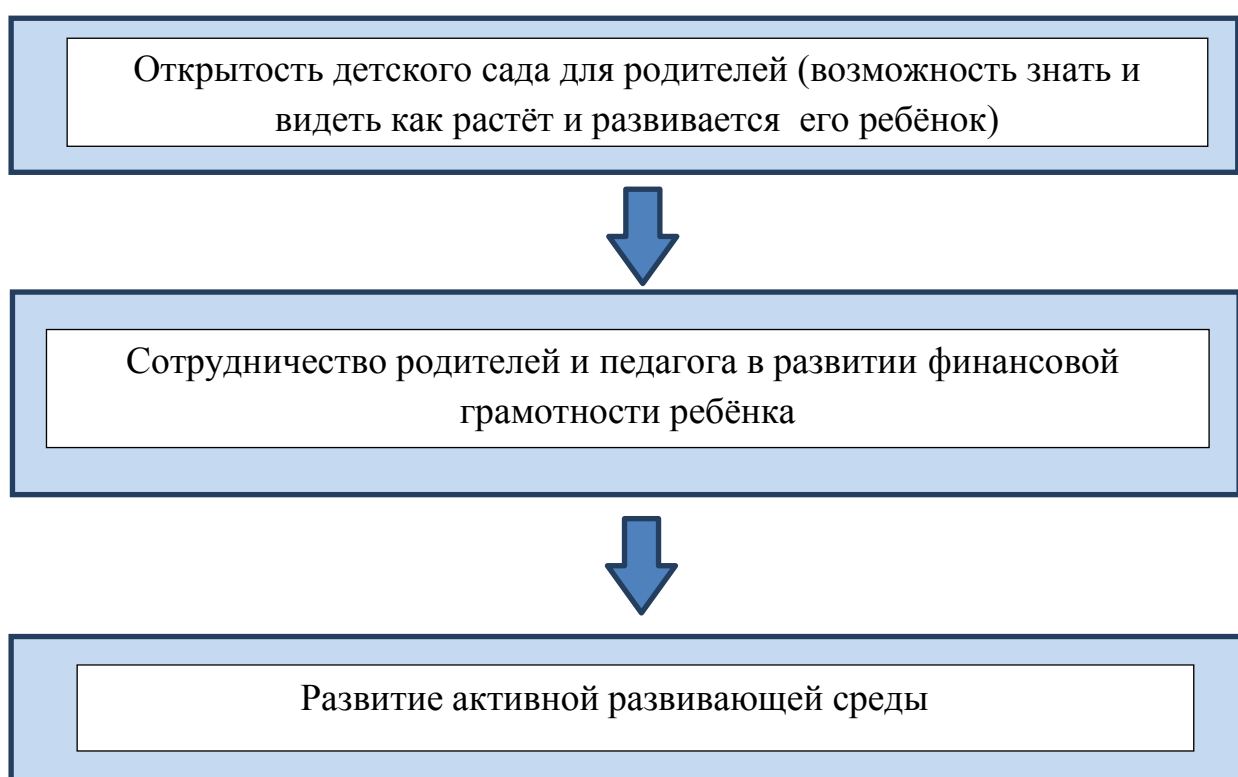 Открытость детского сада для родителей (возможность знать и
видеть как растёт и развивается  его ребёнок)
Сотрудничество родителей и педагога в развитии финансовой
грамотности ребёнка
Развитие активной развивающей среды